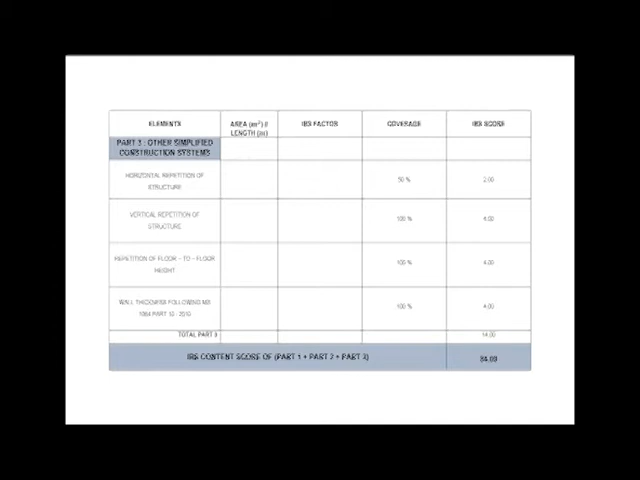 ELEMENTS AREA (m²) // LENGTH (m) IBS FACTOR COVERAGE IBS SCORE
PART 3 : OTHER SIMPLIFIED
CONSTRUCTION SYSTEMS
HORIZONTAL REPETITION OF
STRUCTURE
50 % 2.00
VERTICAL REPETITION OF
STRUCTURE
100 % 4.00
REPETITION OF FLOOR – TO – FLOOR
HEIGHT
100 % 4.00
WALL THICKNESS FOLLOWING MS
1064 PART 10 : 2010
100 % 4.00
TOTAL PART 3 14.00
IBS CONTENT SCORE OF (PART 1 + PART 2 + PART 3)